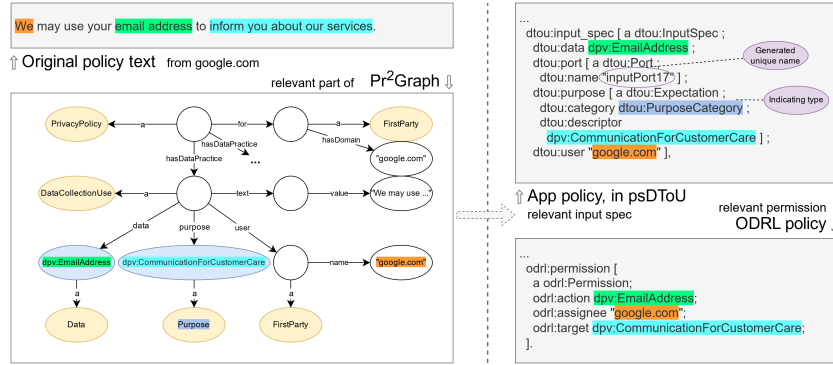 We may use your email address to inform you about our services.
⇧ Original policy text from google.com
relevant part of Pr²Graph ⇩
PrivacyPolicy
a
for
a
FirstParty
hasDataPractice
hasDomain
hasDataPractice
...
"google.com"
DataCollectionUse
a
text
value
"We may use ..."
data
purpose
user
dpv:EmailAddress
dpv:CommunicationForCustomerCare
name
"google.com"
a
a
a
Data
Purpose
FirstParty
...
dtou:input_spec [ a dtou:InputSpec ;
dtou:data dpv:EmailAddress ;
dtou:port [ a dtou:Port ;
dtou:name "inputPort17" ] ;
dtou:purpose [ a dtou:Expectation ;
dtou:category dtou:PurposeCategory ;
dtou:descriptor
dpv:CommunicationForCustomerCare ] ;
dtou:user "google.com" ],
Generated
unique name
Indicating type
⇧ App policy, in psDToU
relevant input spec
relevant permission
ODRL policy
...
odrl:permission [
a odrl:Permission;
odrl:action dpv:EmailAddress;
odrl:assignee "google.com";
odrl:target dpv:CommunicationForCustomerCare;
].